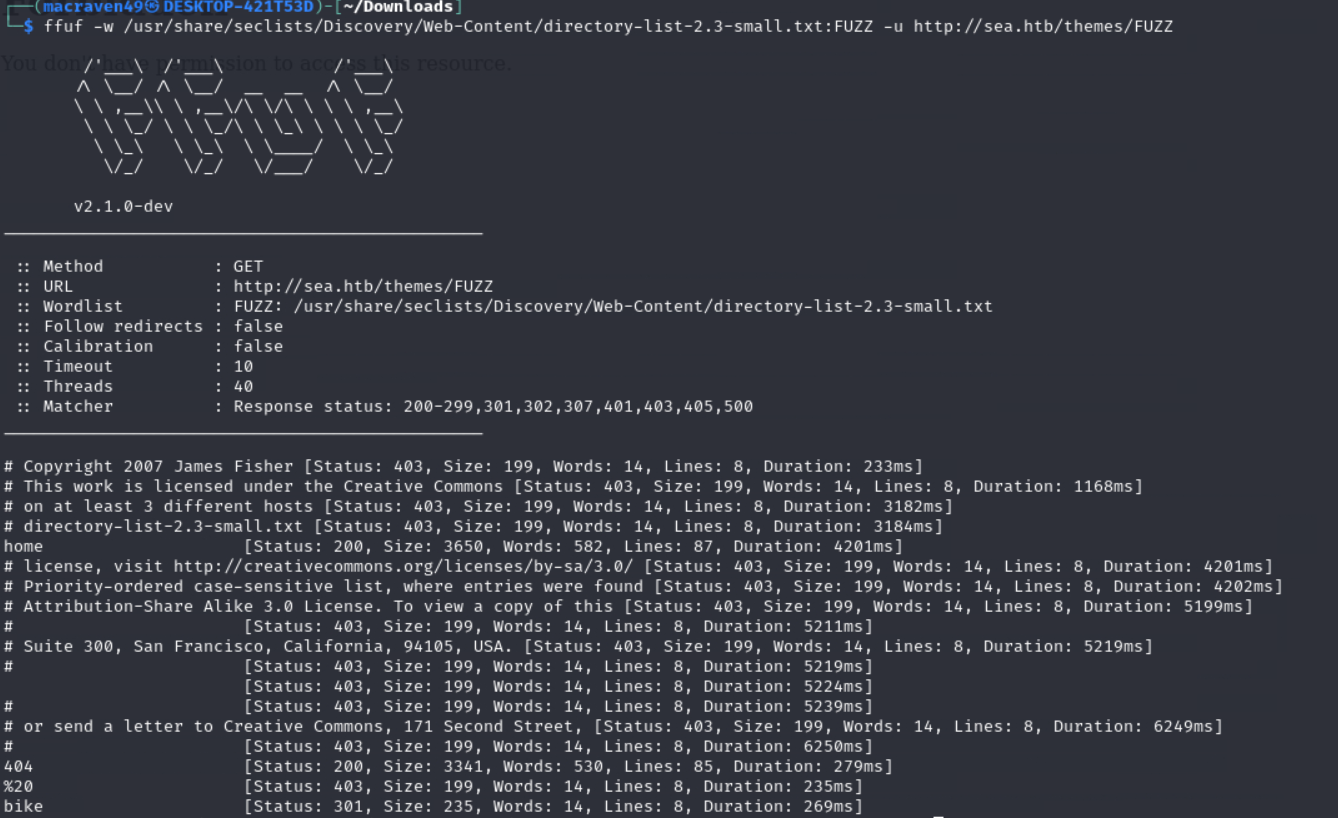 ┌──(macraven49㉿DESKTOP-421T53D)-[~/Downloads]
└─$ ffuf -w /usr/share/seclists/Discovery/Web-Content/directory-list-2.3-small.txt:FUZZ -u http://sea.htb/themes/FUZZ
You don't have permission to access this resource.
v2.1.0-dev
________________________________________________
:: Method : GET
:: URL : http://sea.htb/themes/FUZZ
:: Wordlist : FUZZ: /usr/share/seclists/Discovery/Web-Content/directory-list-2.3-small.txt
:: Follow redirects : false
:: Calibration : false
:: Timeout : 10
:: Threads : 40
:: Matcher : Response status: 200-299,301,302,307,401,403,405,500
________________________________________________
# Copyright 2007 James Fisher [Status: 403, Size: 199, Words: 14, Lines: 8, Duration: 233ms]
# This work is licensed under the Creative Commons [Status: 403, Size: 199, Words: 14, Lines: 8, Duration: 1168ms]
# on at least 3 different hosts [Status: 403, Size: 199, Words: 14, Lines: 8, Duration: 3182ms]
# directory-list-2.3-small.txt [Status: 403, Size: 199, Words: 14, Lines: 8, Duration: 3184ms]
home [Status: 200, Size: 3650, Words: 582, Lines: 87, Duration: 4201ms]
# license, visit http://creativecommons.org/licenses/by-sa/3.0/ [Status: 403, Size: 199, Words: 14, Lines: 8, Duration: 4201ms]
# Priority-ordered case-sensitive list, where entries were found [Status: 403, Size: 199, Words: 14, Lines: 8, Duration: 4202ms]
# Attribution-Share Alike 3.0 License. To view a copy of this [Status: 403, Size: 199, Words: 14, Lines: 8, Duration: 5199ms]
# [Status: 403, Size: 199, Words: 14, Lines: 8, Duration: 5211ms]
# Suite 300, San Francisco, California, 94105, USA. [Status: 403, Size: 199, Words: 14, Lines: 8, Duration: 5219ms]
# [Status: 403, Size: 199, Words: 14, Lines: 8, Duration: 5219ms]
[Status: 403, Size: 199, Words: 14, Lines: 8, Duration: 5224ms]
# [Status: 403, Size: 199, Words: 14, Lines: 8, Duration: 5239ms]
# or send a letter to Creative Commons, 171 Second Street, [Status: 403, Size: 199, Words: 14, Lines: 8, Duration: 6249ms]
# [Status: 403, Size: 199, Words: 14, Lines: 8, Duration: 6250ms]
404 [Status: 200, Size: 3341, Words: 530, Lines: 85, Duration: 279ms]
%20 [Status: 403, Size: 199, Words: 14, Lines: 8, Duration: 235ms]
bike [Status: 301, Size: 235, Words: 14, Lines: 8, Duration: 269ms]